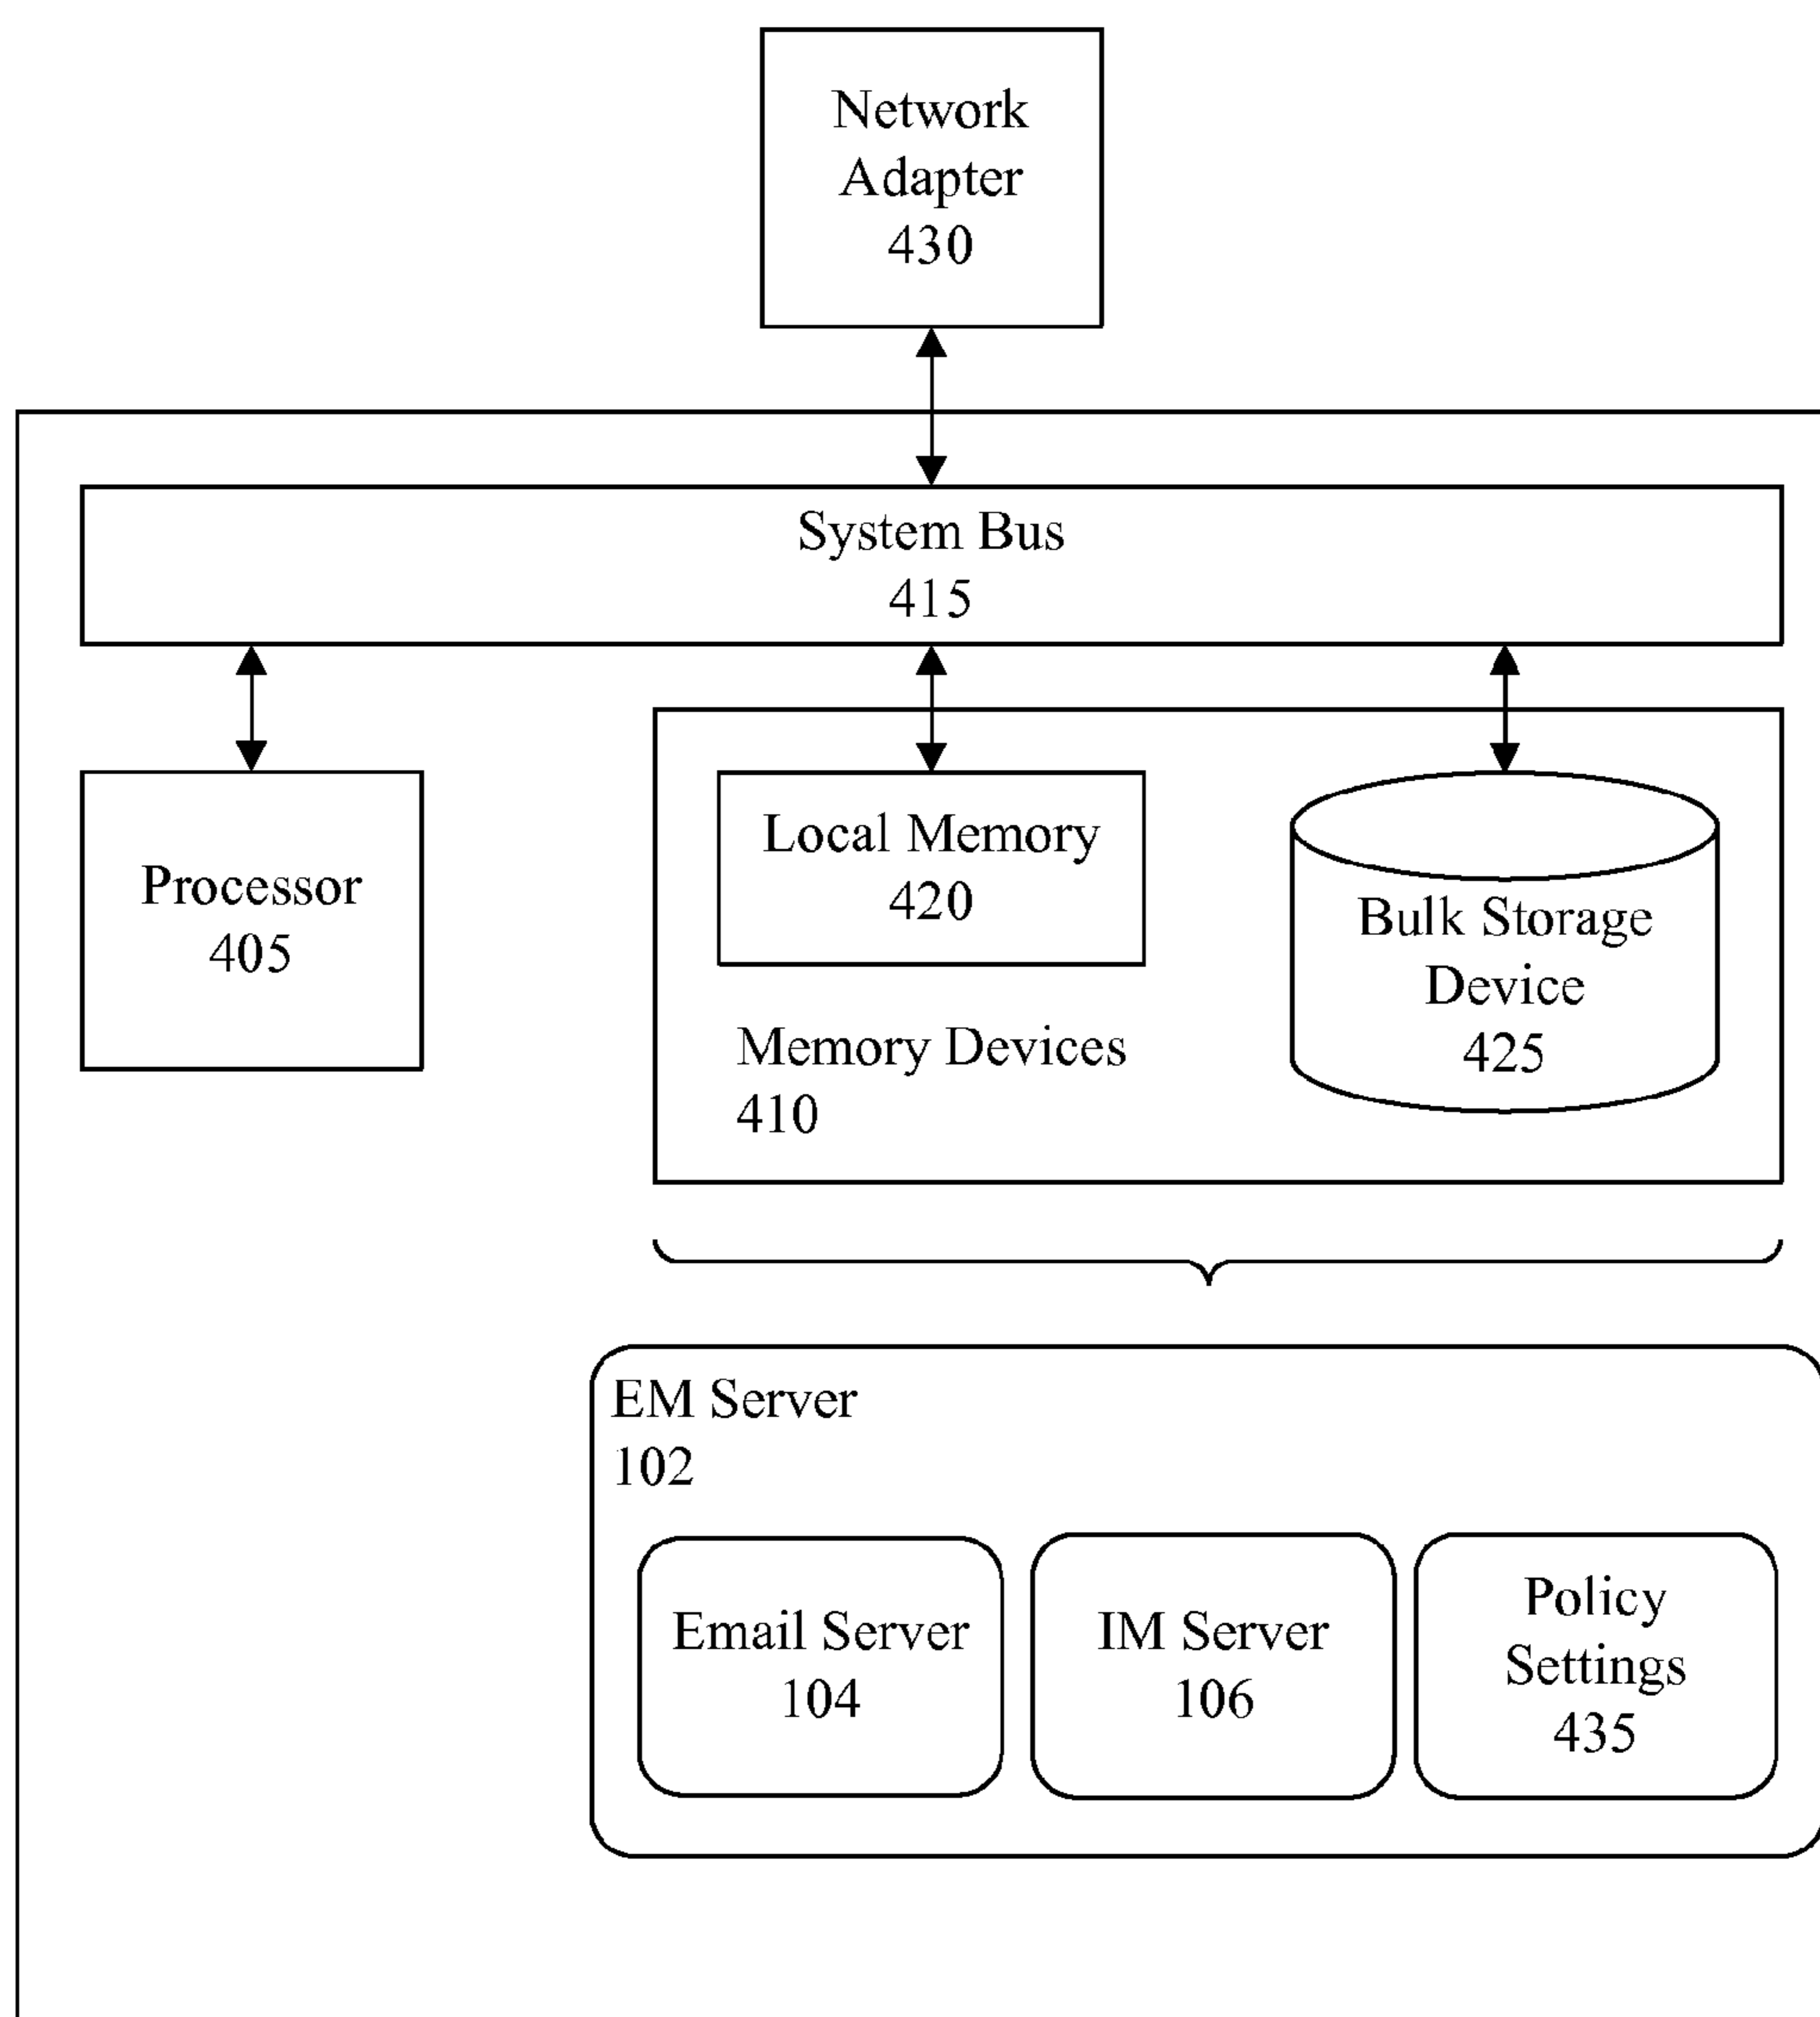 Network
Adapter
430
System Bus
415
Processor
405
Local Memory
420
Memory Devices
410
Bulk Storage
Device
425
EM Server
102
Email Server
104
IM Server
106
Policy
Settings
435